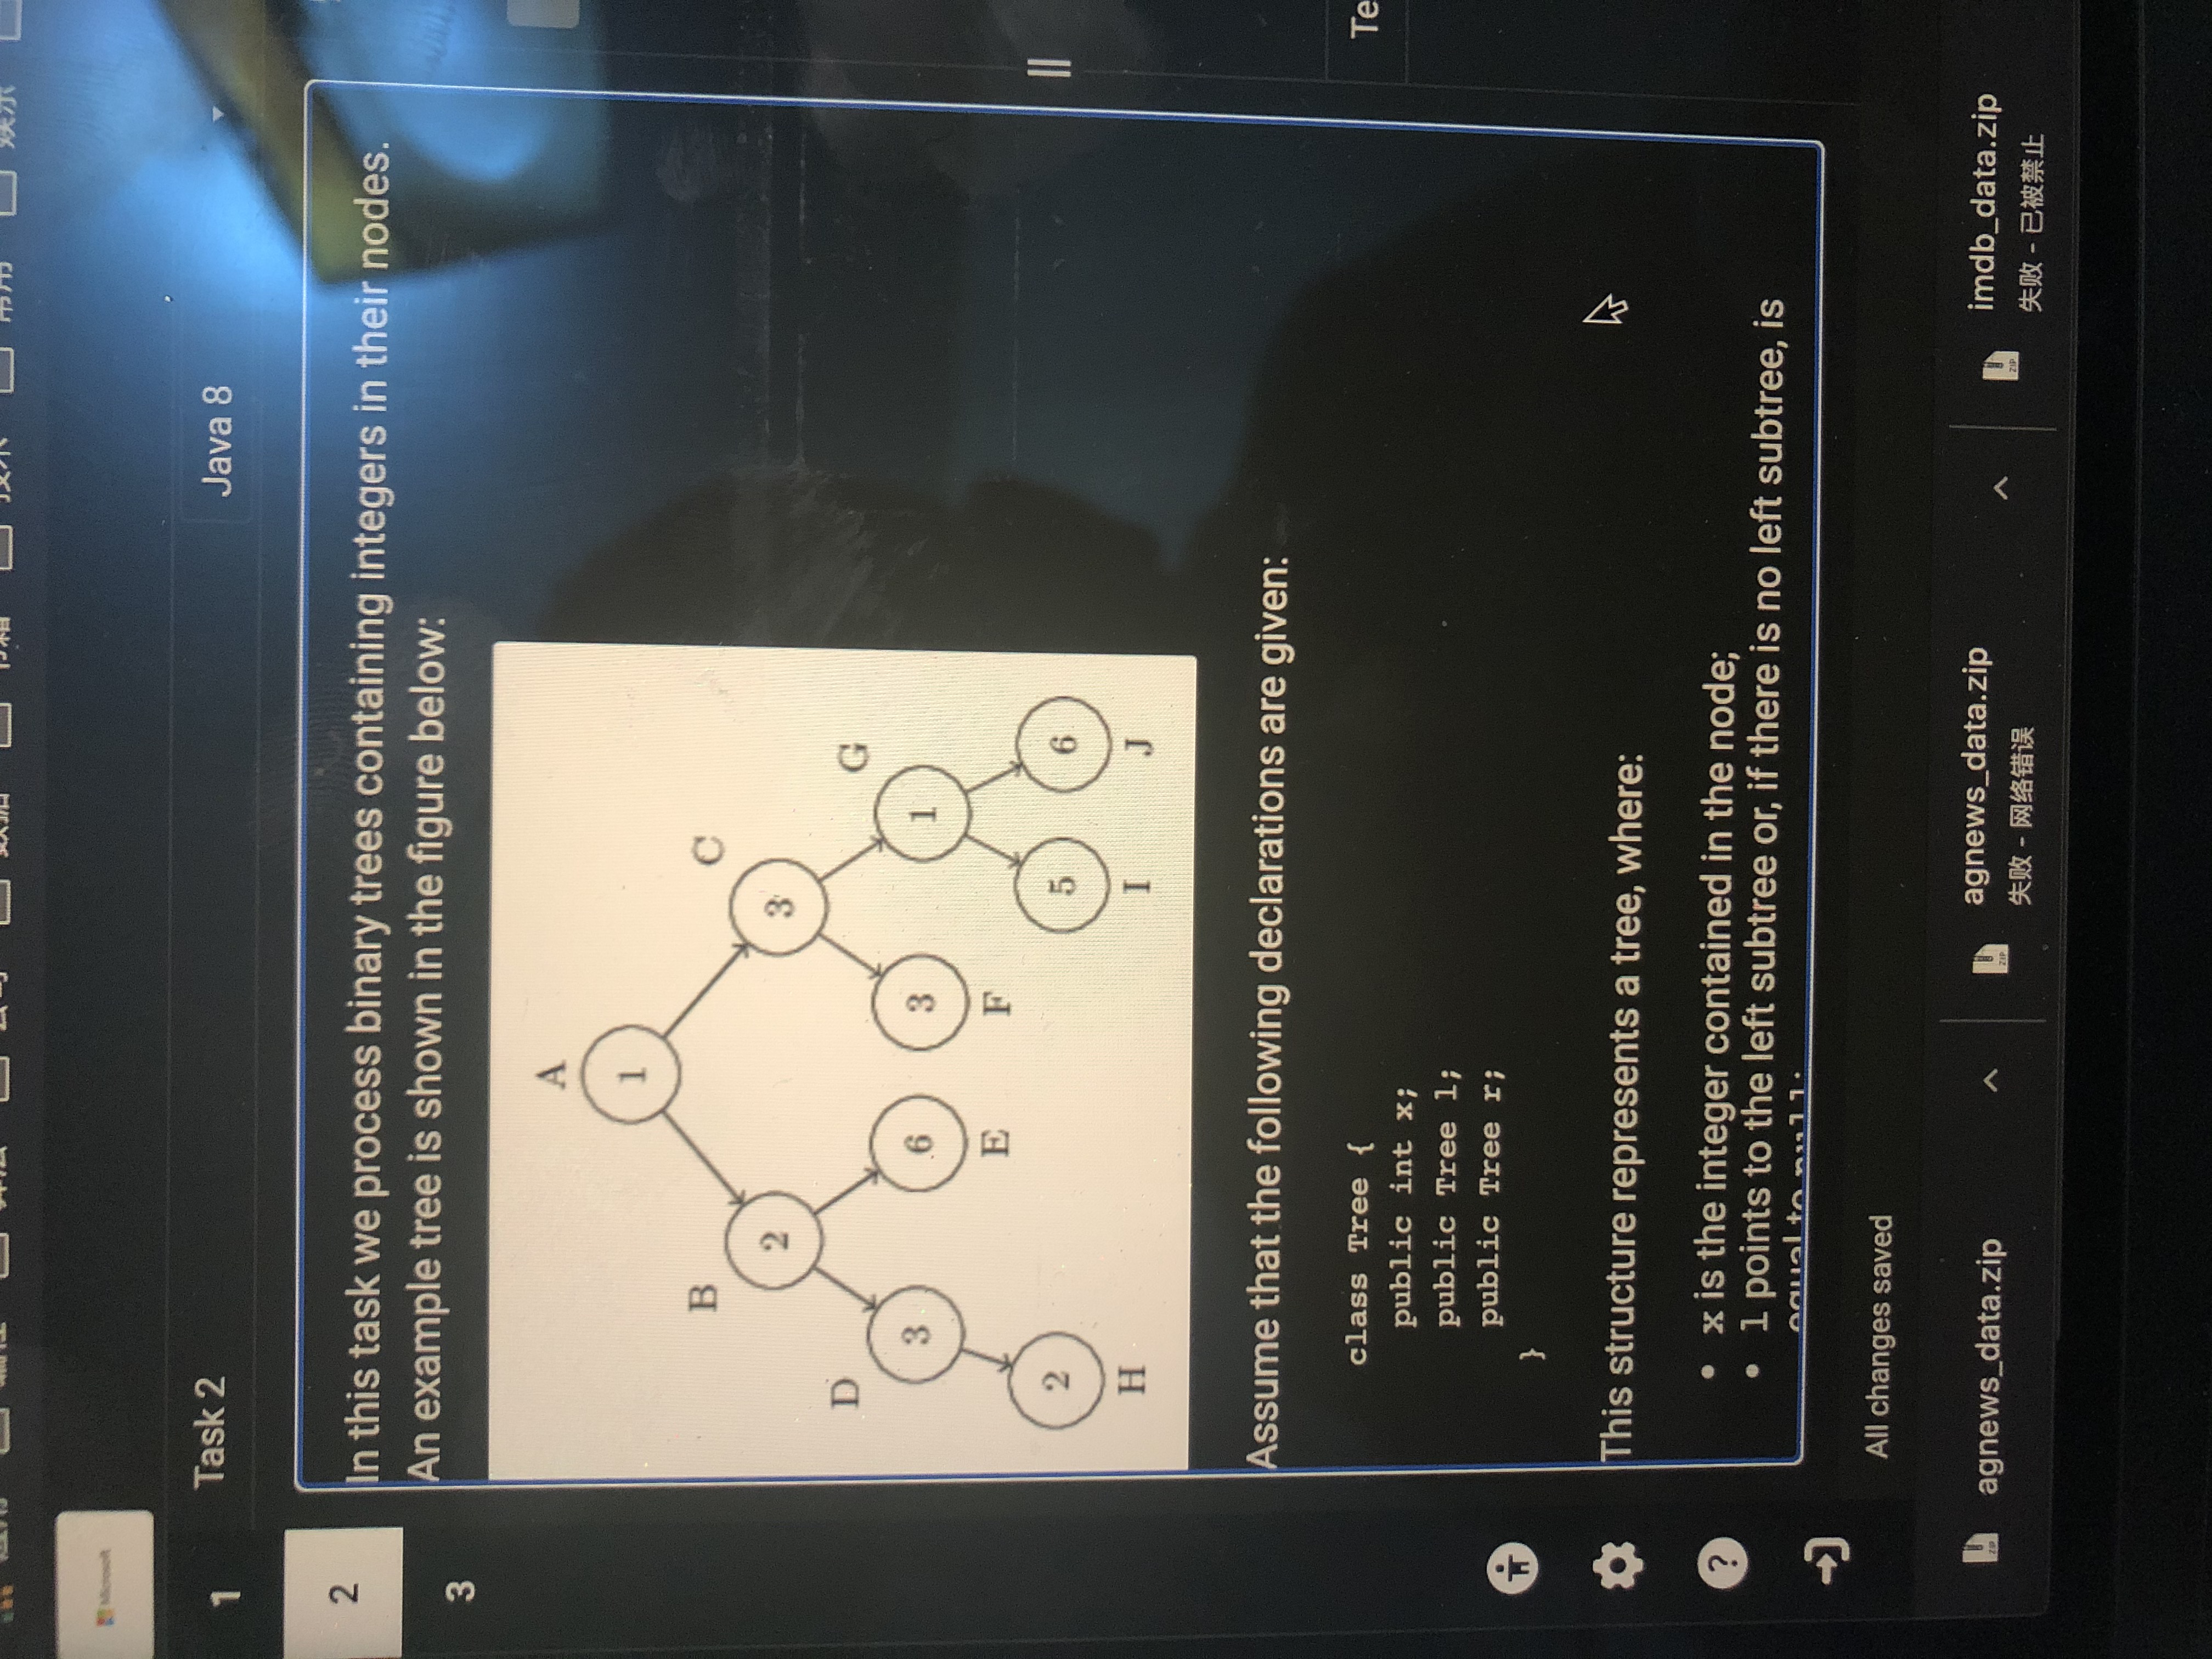 Microsoft
1
Task 2
Java 8
2
3
In this task we process binary trees containing integers in their nodes.
An example tree is shown in the figure below:
A
1
B
C
2
3
D
G
3
6
3
1
E
F
2
5
6
H
I
J
Assume that the following declarations are given:
class Tree {
public int x;
public Tree l;
public Tree r;
}
This structure represents a tree, where:
• x is the integer contained in the node;
• l points to the left subtree or, if there is no left subtree, is
equal to null;
Te
All changes saved
agnews_data.zip
agnews_data.zip
失败 - 网络错误
imdb_data.zip
失败 - 已被禁止